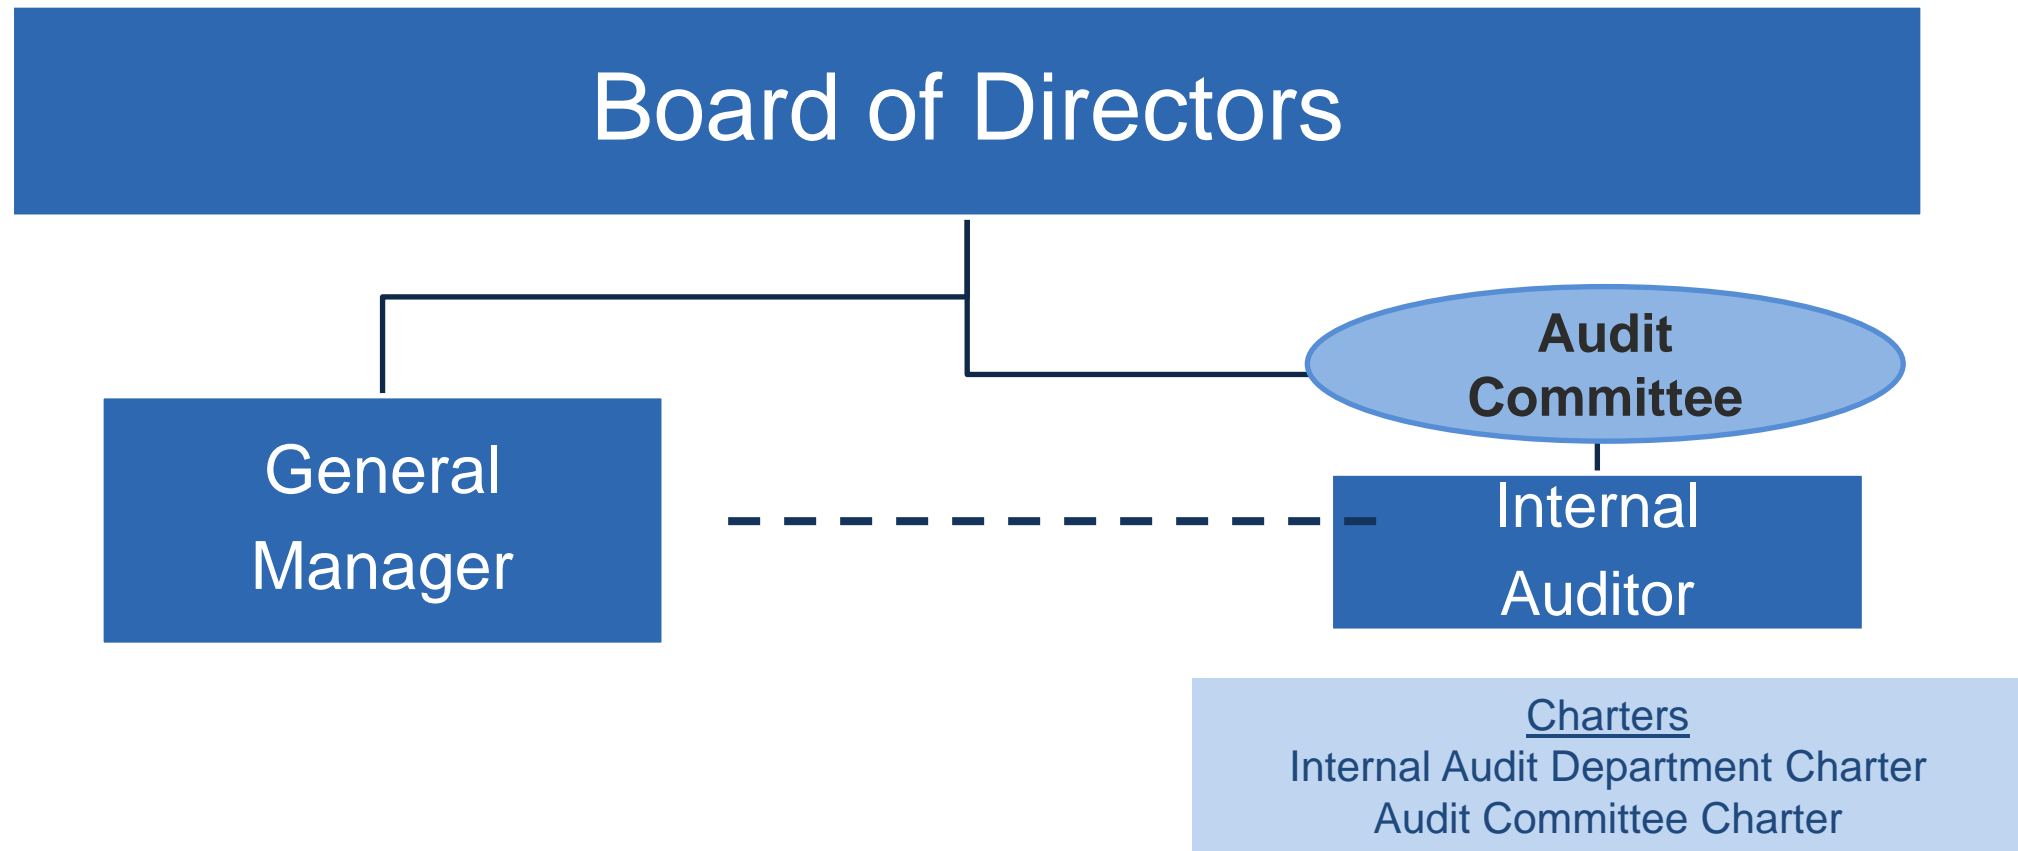 Board of Directors
Audit
Committee
General
Manager
Internal
Auditor
Charters
Internal Audit Department Charter
Audit Committee Charter